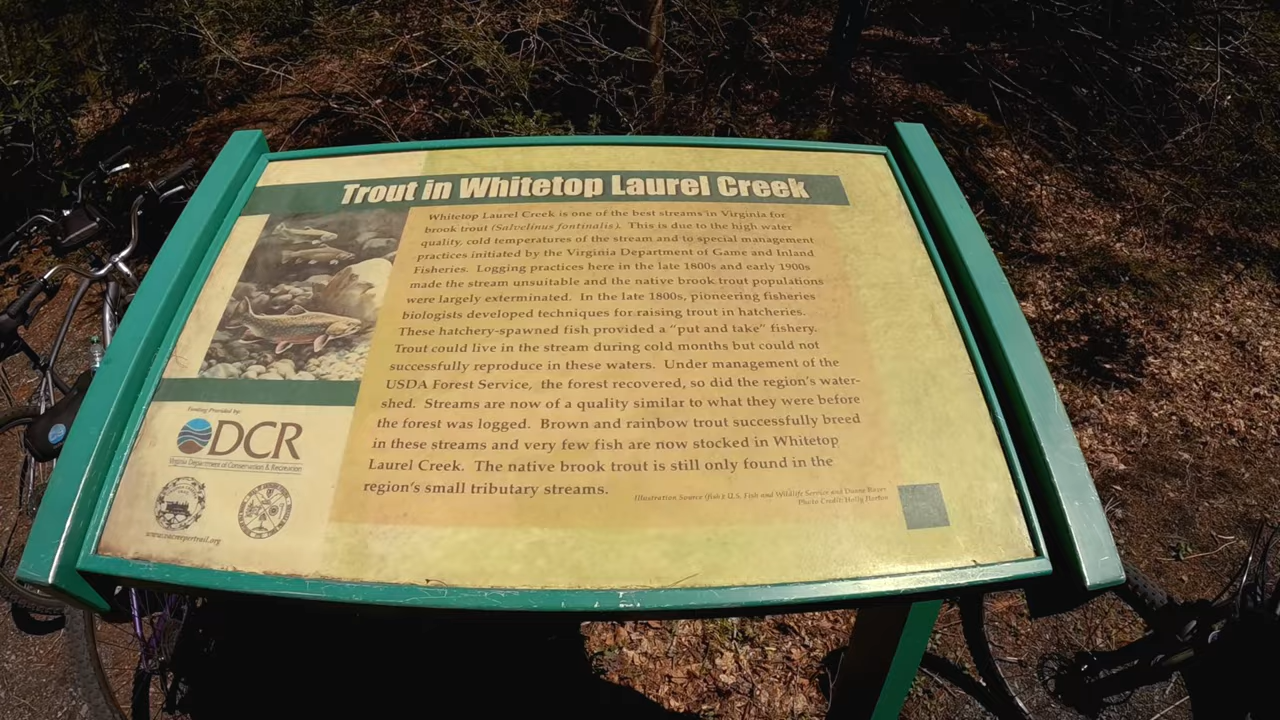 Trout in Whitetop Laurel Creek
Whitetop Laurel Creek is one of the best streams in Virginia for
brook trout (Salvelinus fontinalis). This is due to the high water
quality, cold temperatures of the stream and to special management
practices initiated by the Virginia Department of Game and Inland
Fisheries. Logging practices here in the late 1800s and early 1900s
made the stream unsuitable and the native brook trout populations
were largely exterminated. In the late 1800s, pioneering fisheries
biologists developed techniques for raising trout in hatcheries.
These hatchery-spawned fish provided a "put and take" fishery.
Trout could live in the stream during cold months but could not
successfully reproduce in these waters. Under management of the
USDA Forest Service, the forest recovered, so did the region's water-
shed. Streams are now of a quality similar to what they were before
the forest was logged. Brown and rainbow trout successfully breed
in these streams and very few fish are now stocked in Whitetop
Laurel Creek. The native brook trout is still only found in the
region's small tributary streams.
Illustration Source (fish): U.S. Fish and Wildlife Service and Duane
Photo Credit: Holly
Funding Provided by:
DCR
Virginia Department of Conservation & Recreation
www.vacreepertrail.org